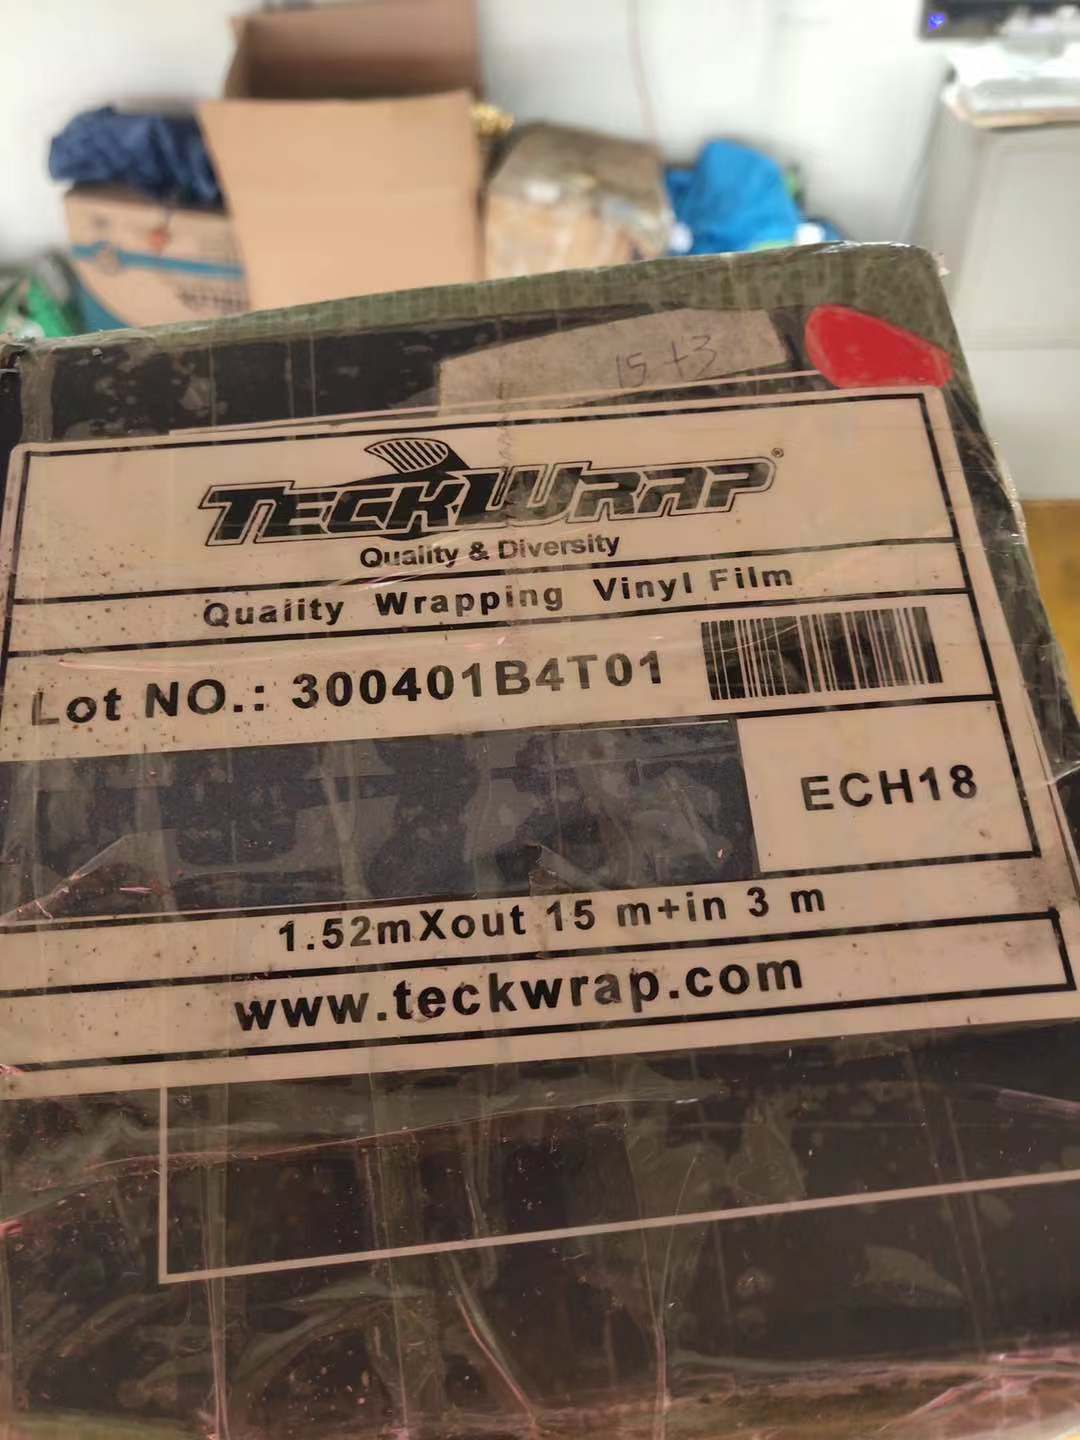 15+3
TECKWRAP®
Quality & Diversity
Quality Wrapping Vinyl Film
Lot NO.: 300401B4T01
ECH18
1.52mXout 15 m+in 3 m
www.teckwrap.com